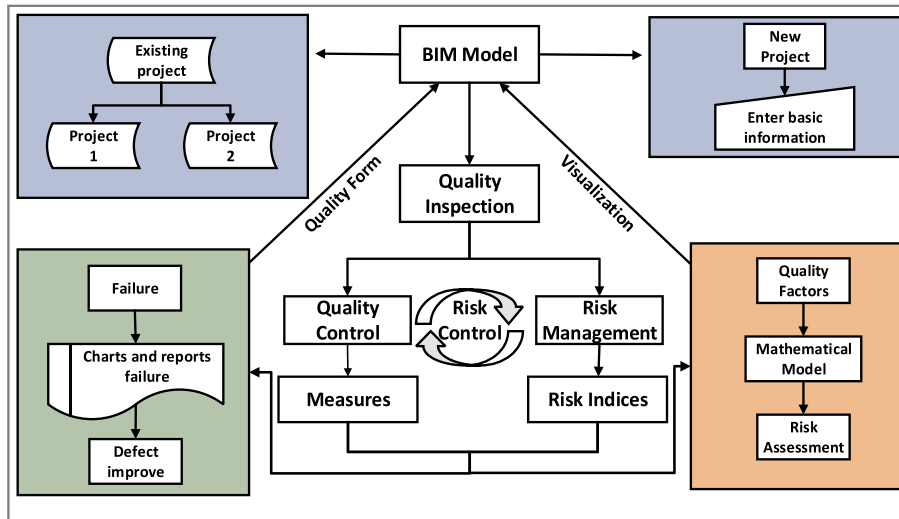 Existing
project
Project
1
Project
2
BIM Model
New
Project
Enter basic
information
Quality Form
Visualization
Quality
Inspection
Quality
Control
Risk
Control
Risk
Management
Measures
Risk Indices
Failure
Charts and reports
failure
Defect
improve
Quality
Factors
Mathematical
Model
Risk
Assessment